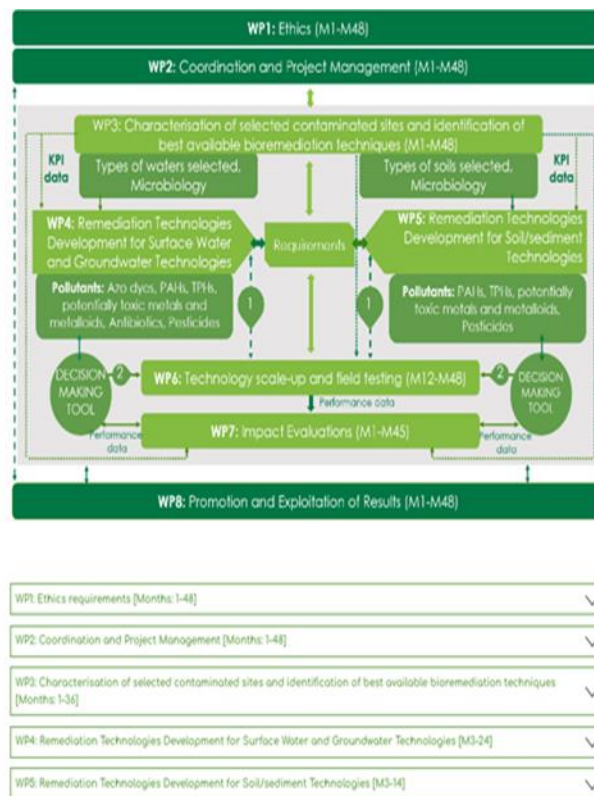 WP1: Ethics (M1-M48)
WP2: Coordination and Project Management (M1-M48)
WP3: Characterisation of selected contaminated sites and identification of
best available bioremediation techniques (M1-M48)
KPI
data
Types of waters selected,
Microbiology
Types of soils selected,
Microbiology
KPI
data
WP4: Remediation Technologies
Development for Surface Water
and Groundwater Technologies
Requirements
WP5: Remediation Technologies
Development for Soil/sediment
Technologies
Pollutants: Azo dyes, PAHs, TPHs,
potentially toxic metals and
metalloids, Antibiotics, Pesticides
1
1
Pollutants: PAHs, TPHs, potentially
toxic metals and metalloids,
Pesticides
DECISION
MAKING
TOOL
2
WP6: Technology scale-up and field testing (M12-M48)
2
DECISION
MAKING
TOOL
Performance data
Performance
data
WP7: Impact Evaluations (M1-M45)
Performance
data
WP8: Promotion and Exploitation of Results (M1-M48)
WP1: Ethics requirements [Months: 1-48]
WP2: Coordination and Project Management [Months: 1-48]
WP3: Characterisation of selected contaminated sites and identification of best available bioremediation techniques
[Months: 1-36]
WP4: Remediation Technologies Development for Surface Water and Groundwater Technologies [M3-24]
WP5: Remediation Technologies Development for Soil/sediment Technologies [M3-14]